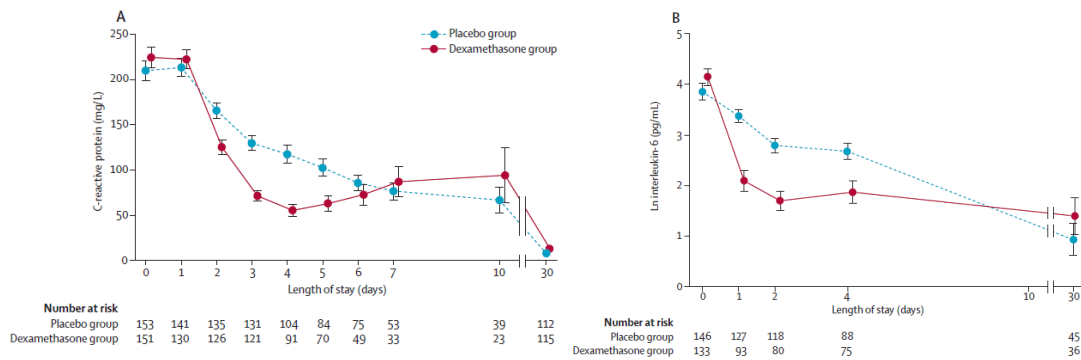 A
Placebo group
Dexamethasone group
250
200
150
100
50
0
C-reactive protein (mg/L)
0 1 2 3 4 5 6 7 10 30
Length of stay (days)
Number at risk
Placebo group 153 141 135 131 104 84 75 53 39 112
Dexamethasone group 151 130 126 121 91 70 49 33 23 115
B
5
4
3
2
1
0
Ln interleukin-6 (pg/mL)
0 1 2 4 10 30
Length of stay (days)
Number at risk
Placebo group 146 127 118 88 45
Dexamethasone group 133 93 80 75 36